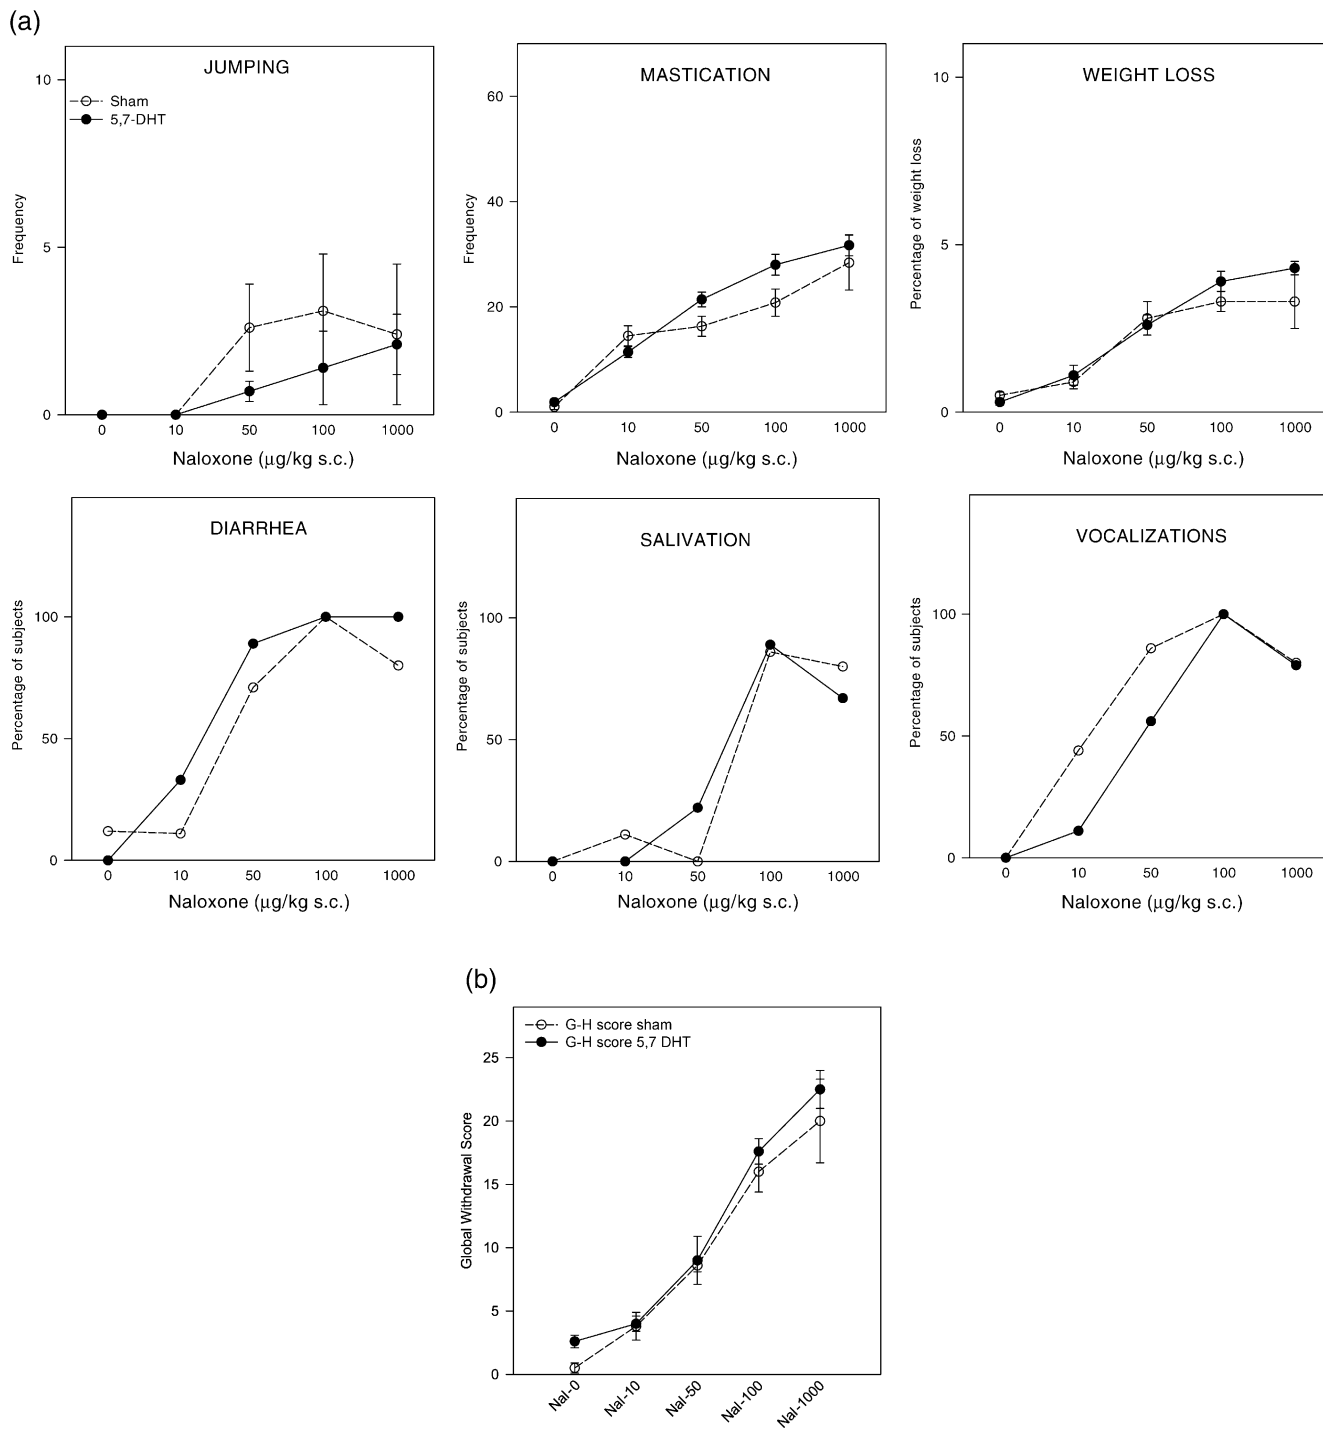 (a)
JUMPING
10
Sham
5,7-DHT
5
0
Frequency
0 10 50 100 1000
Naloxone (μg/kg s.c.)
MASTICATION
60
40
20
0
Frequency
0 10 50 100 1000
Naloxone (μg/kg s.c.)
WEIGHT LOSS
10
5
0
Percentage of weight loss
0 10 50 100 1000
Naloxone (μg/kg s.c.)
DIARRHEA
100
50
0
Percentage of subjects
0 10 50 100 1000
Naloxone (μg/kg s.c.)
SALIVATION
100
50
0
Percentage of subjects
0 10 50 100 1000
Naloxone (μg/kg s.c.)
VOCALIZATIONS
100
50
0
Percentage of subjects
0 10 50 100 1000
Naloxone (μg/kg s.c.)
(b)
G-H score sham
G-H score 5,7 DHT
25
20
15
10
5
0
Global Withdrawal Score
Nal-0 Nal-10 Nal-50 Nal-100 Nal-1000